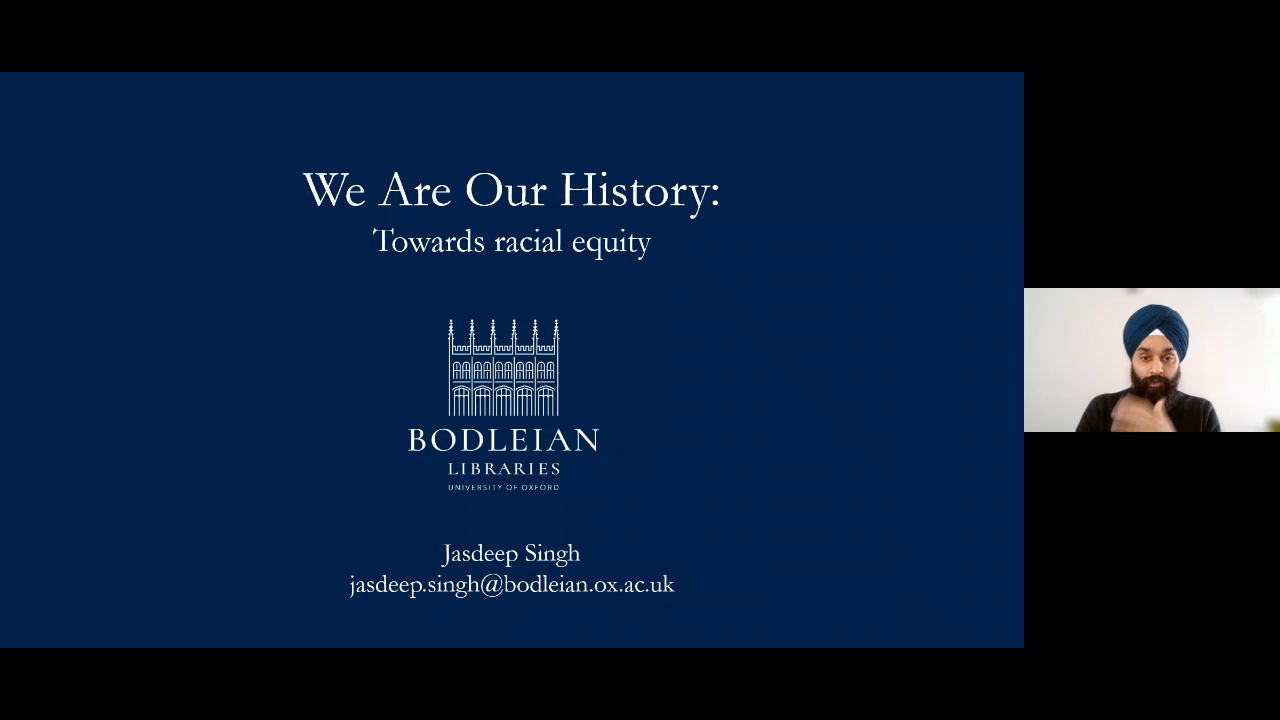 We Are Our History:
Towards racial equity
BODLEIAN
LIBRARIES
UNIVERSITY OF OXFORD
Jasdeep Singh
jasdeep.singh@bodleian.ox.ac.uk